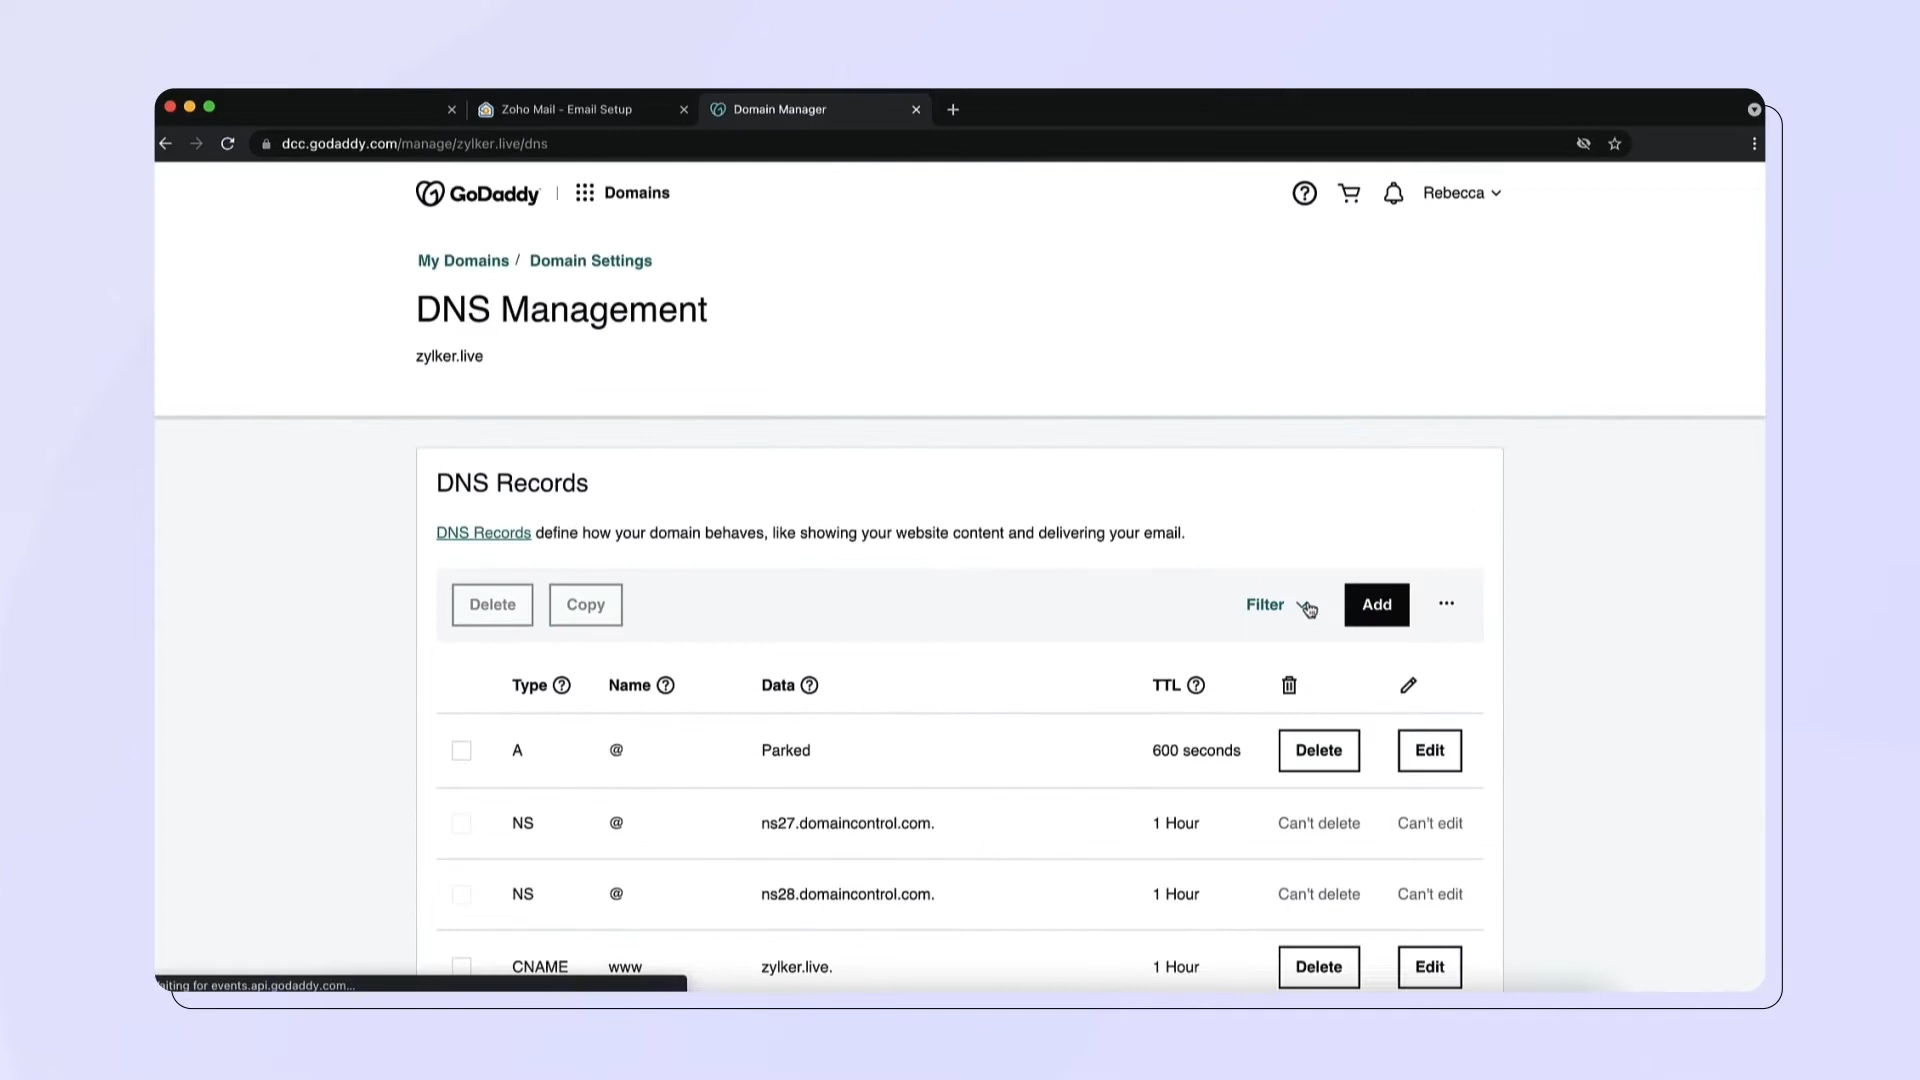 Zoho Mail - Email Setup
Domain Manager
dcc.godaddy.com/manage/zylker.live/dns
GoDaddy
Domains
Rebecca
My Domains / Domain Settings
DNS Management
zylker.live
DNS Records
DNS Records define how your domain behaves, like showing your website content and delivering your email.
Delete Copy Filter Add
Type Name Data TTL
A @ Parked 600 seconds Delete Edit
NS @ ns27.domaincontrol.com. 1 Hour Can't delete Can't edit
NS @ ns28.domaincontrol.com. 1 Hour Can't delete Can't edit
CNAME www zylker.live. 1 Hour Delete Edit
iting for events.api.godaddy.com...